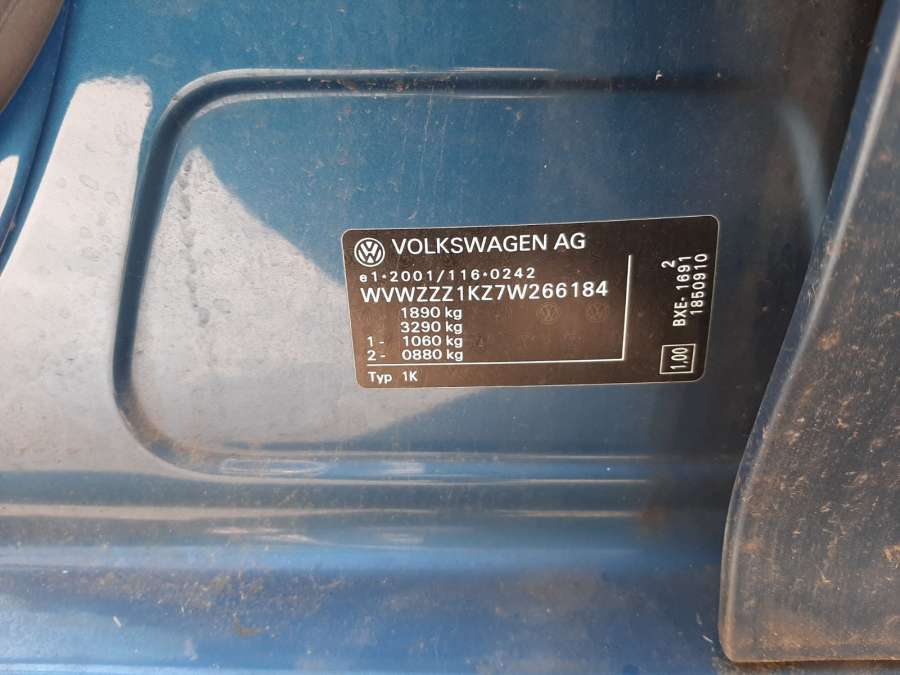 VOLKSWAGEN AG
e1*2001/116*0242
WVWZZZ1KZ7W266184
1890 kg
3290 kg
1 - 1060 kg
2 - 0880 kg
Typ 1K
2
BXE- 1691
1850910
1,00